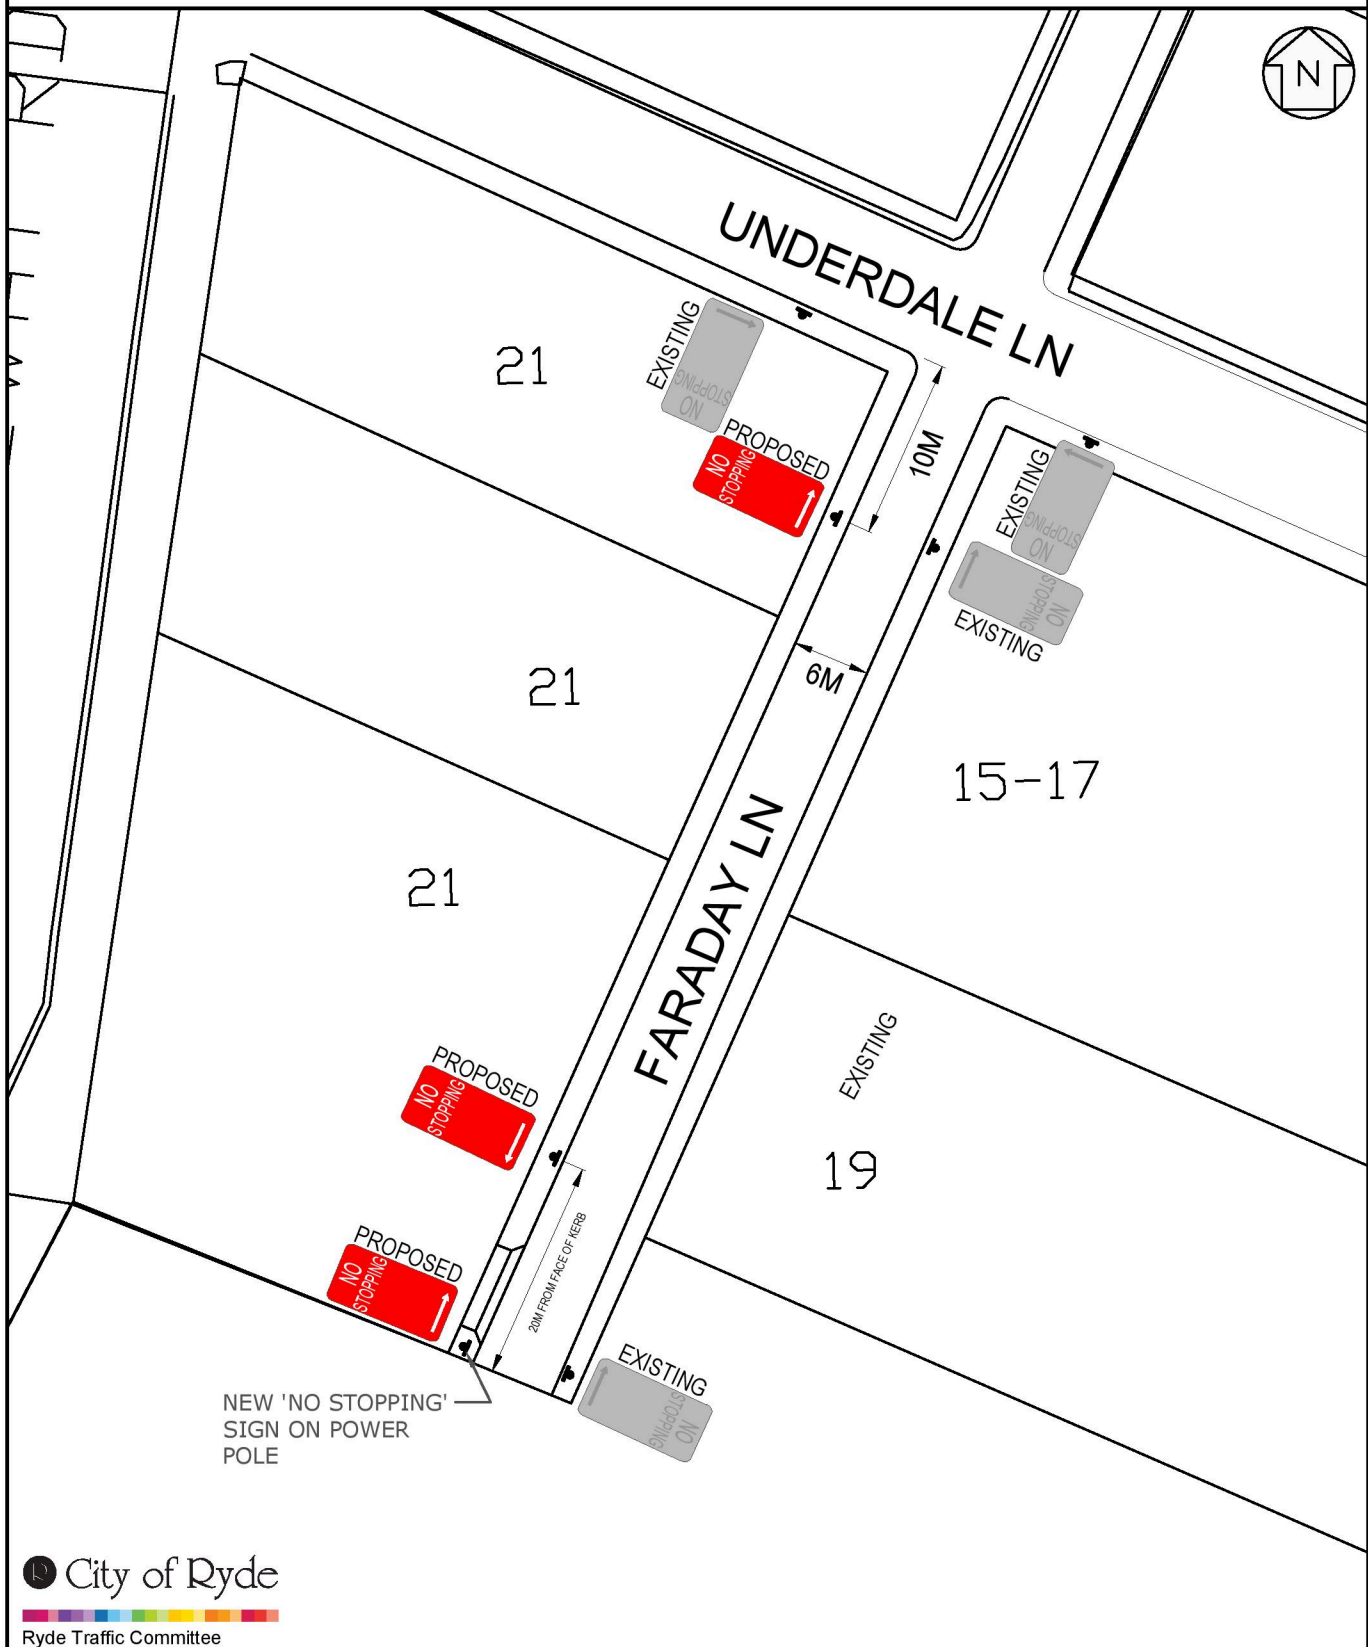 N
UNDERDALE LN
EXISTING
NO
STOPPING
21
PROPOSED
NO
STOPPING
10M
EXISTING
NO
STOPPING
NO
STOPPING
EXISTING
6M
21
15-17
FARADAY LN
21
EXISTING
PROPOSED
NO
STOPPING
19
20M FROM FACE OF KERB
PROPOSED
NO
STOPPING
EXISTING
NO
STOPPING
NEW 'NO STOPPING'
SIGN ON POWER
POLE
City of Ryde
Ryde Traffic Committee